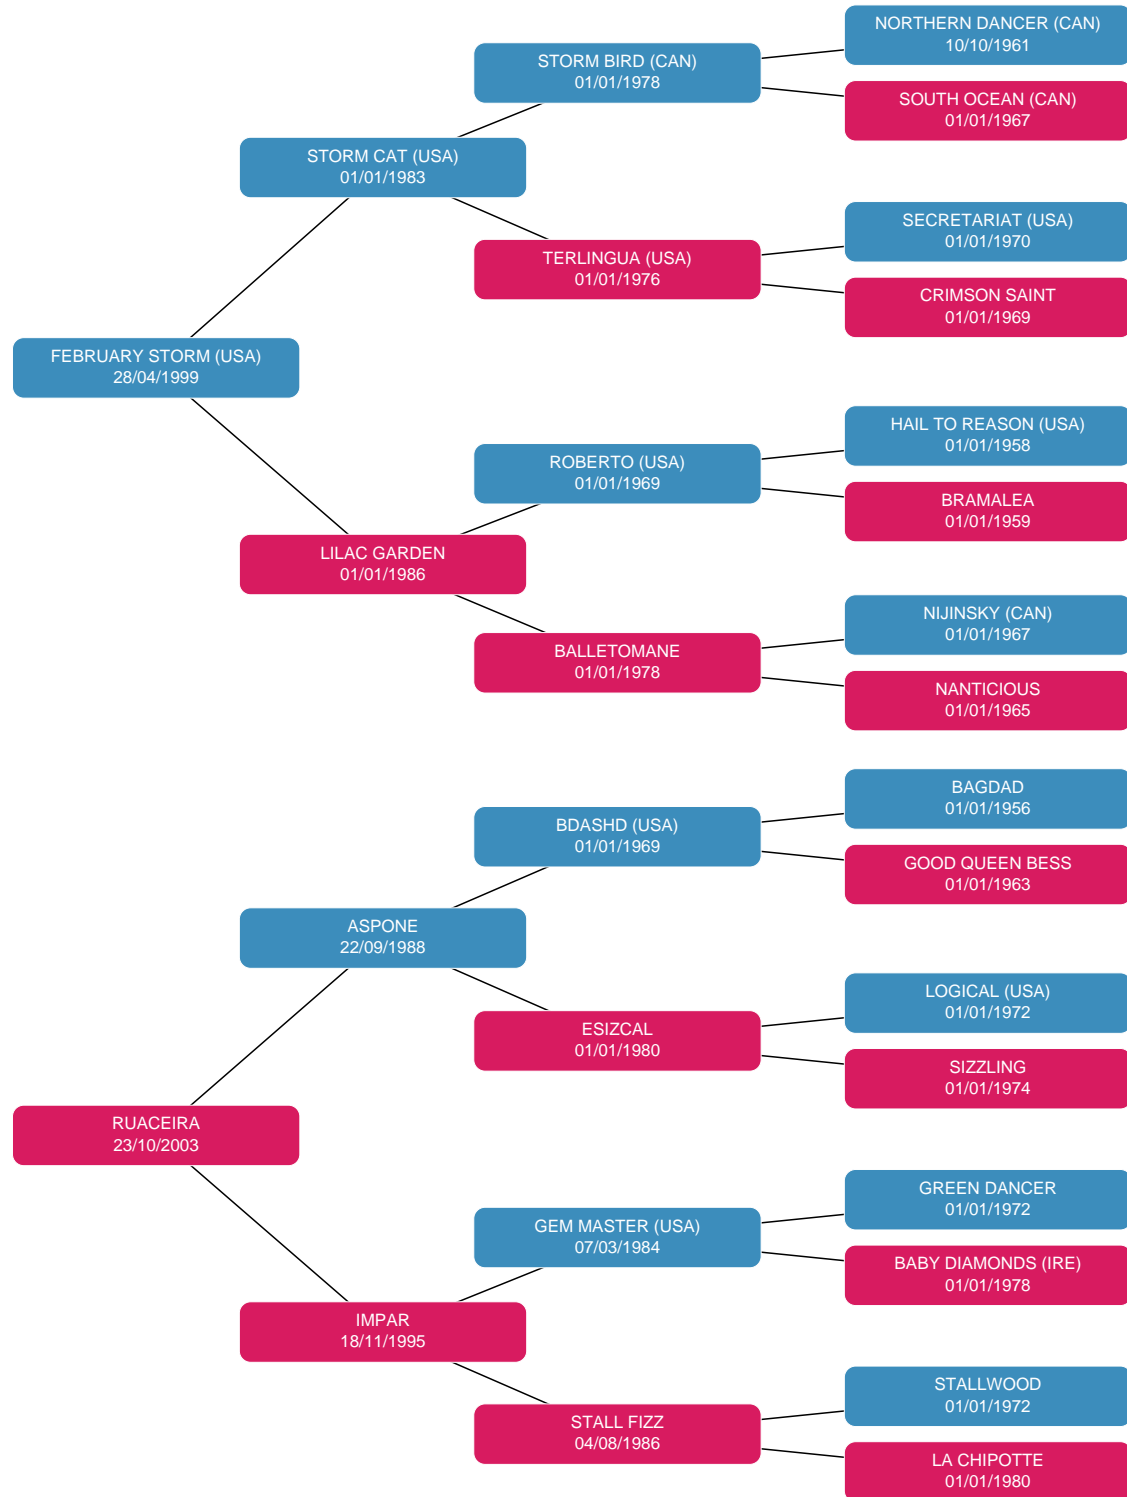 NORTHERN DANCER (CAN)
10/10/1961
STORM BIRD (CAN)
01/01/1978
SOUTH OCEAN (CAN)
01/01/1967
STORM CAT (USA)
01/01/1983
SECRETARIAT (USA)
01/01/1970
TERLINGUA (USA)
01/01/1976
CRIMSON SAINT
01/01/1969
FEBRUARY STORM (USA)
28/04/1999
HAIL TO REASON (USA)
01/01/1958
ROBERTO (USA)
01/01/1969
BRAMALEA
01/01/1959
LILAC GARDEN
01/01/1986
NIJINSKY (CAN)
01/01/1967
BALLETOMANE
01/01/1978
NANTICIOUS
01/01/1965
BAGDAD
01/01/1956
BDASHD (USA)
01/01/1969
GOOD QUEEN BESS
01/01/1963
ASPONE
22/09/1988
LOGICAL (USA)
01/01/1972
ESIZCAL
01/01/1980
SIZZLING
01/01/1974
RUACEIRA
23/10/2003
GREEN DANCER
01/01/1972
GEM MASTER (USA)
07/03/1984
BABY DIAMONDS (IRE)
01/01/1978
IMPAR
18/11/1995
STALLWOOD
01/01/1972
STALL FIZZ
04/08/1986
LA CHIPOTTE
01/01/1980